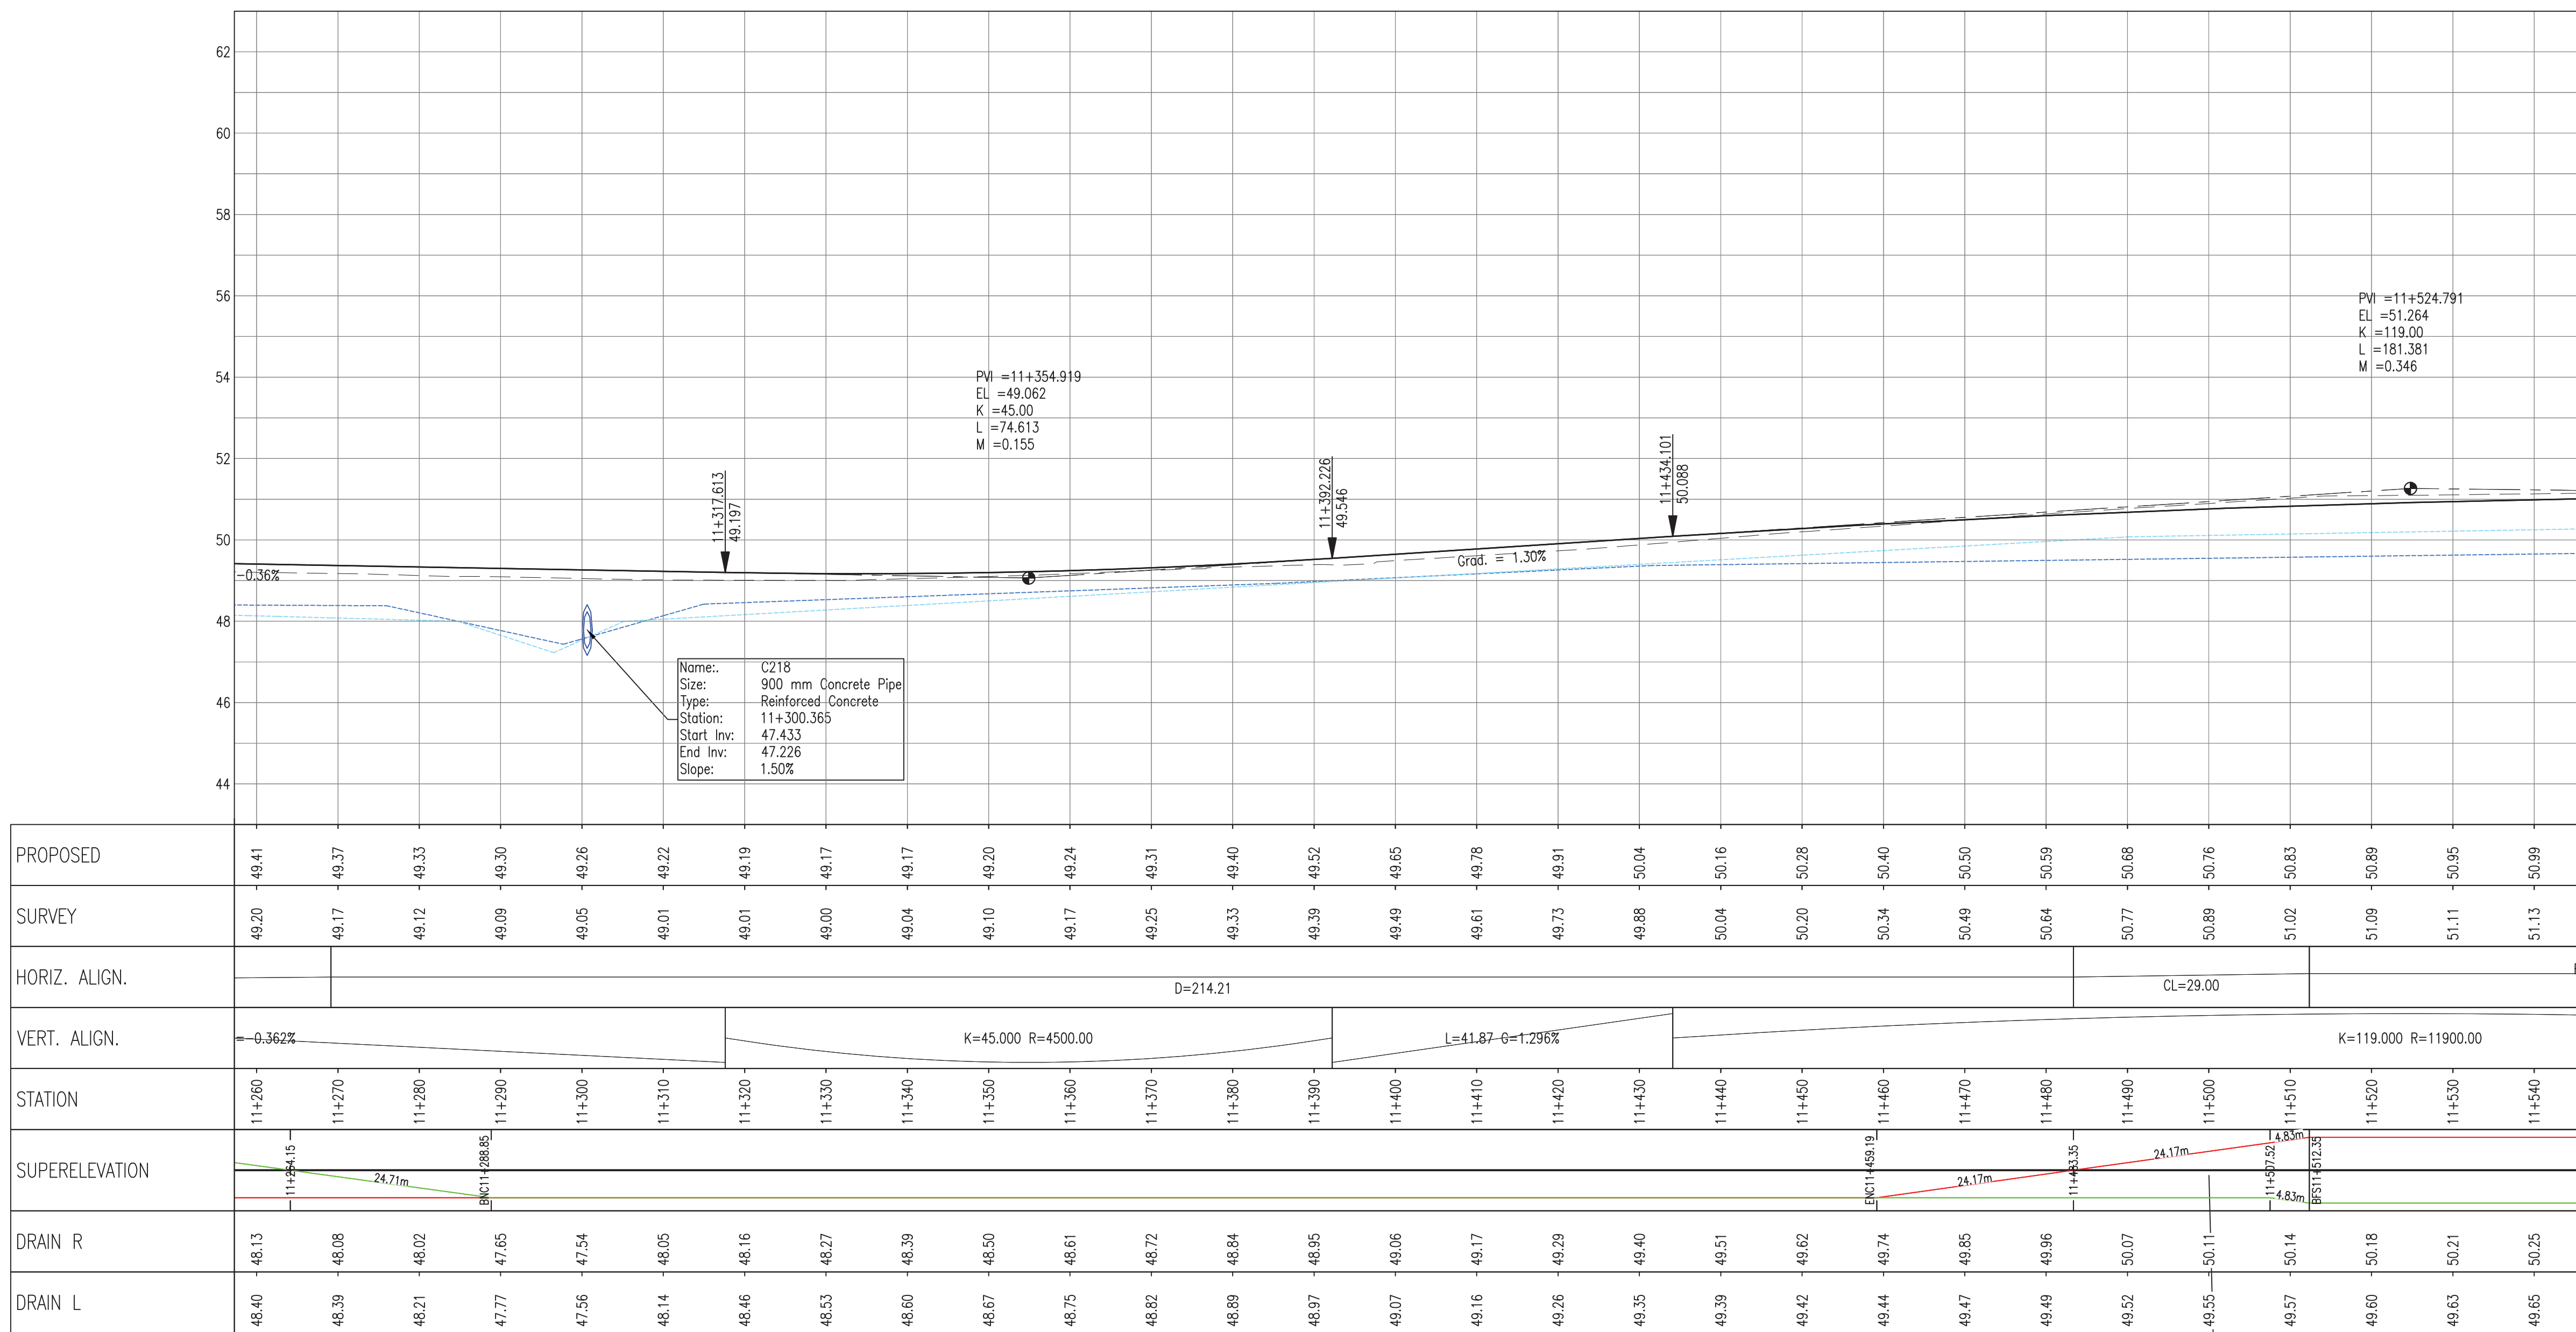 62
60
58
56
54
52
50
48
46
44
PVI =11+524.791
EL =51.264
K =119.00
L =181.381
M =0.346
PVI =11+354.919
EL =49.062
K =45.00
L =74.613
M =0.155
11+317.613
49.197
11+392.226
49.546
11+434.101
50.088
-0.36%
Grad. = 1.30%
Name:. C218
Size: 900 mm Concrete Pipe
Type: Reinforced Concrete
Station: 11+300.365
Start Inv: 47.433
End Inv: 47.226
Slope: 1.50%
PROPOSED 49.41 49.37 49.33 49.30 49.26 49.22 49.19 49.17 49.17 49.20 49.24 49.31 49.40 49.52 49.65 49.78 49.91 50.04 50.16 50.28 50.40 50.50 50.59 50.68 50.76 50.83 50.89 50.95 50.99
SURVEY 49.20 49.17 49.12 49.09 49.05 49.01 49.01 49.00 49.04 49.10 49.17 49.25 49.33 49.39 49.49 49.61 49.73 49.88 50.04 50.20 50.34 50.49 50.64 50.77 50.89 51.02 51.09 51.11 51.13
HORIZ. ALIGN. D=214.21 CL=29.00
VERT. ALIGN. =-0.362% K=45.000 R=4500.00 L=41.87 G=1.296% K=119.000 R=11900.00
STATION 11+260 11+270 11+280 11+290 11+300 11+310 11+320 11+330 11+340 11+350 11+360 11+370 11+380 11+390 11+400 11+410 11+420 11+430 11+440 11+450 11+460 11+470 11+480 11+490 11+500 11+510 11+520 11+530 11+540
SUPERELEVATION 11+264.15 24.71m BNC11+288.85 ENC11+459.19 24.17m 11+483.35 24.17m 11+507.52 4.83m 4.83m BFS11+512.35
DRAIN R 48.13 48.08 48.02 47.65 47.54 48.05 48.16 48.27 48.39 48.50 48.61 48.72 48.84 48.95 49.06 49.17 49.29 49.40 49.51 49.62 49.74 49.85 49.96 50.07 50.11 50.14 50.18 50.21 50.25
DRAIN L 48.40 48.39 48.21 47.77 47.56 48.14 48.46 48.53 48.60 48.67 48.75 48.82 48.89 48.97 49.07 49.16 49.26 49.35 49.39 49.42 49.44 49.47 49.49 49.52 49.55 49.57 49.60 49.63 49.65